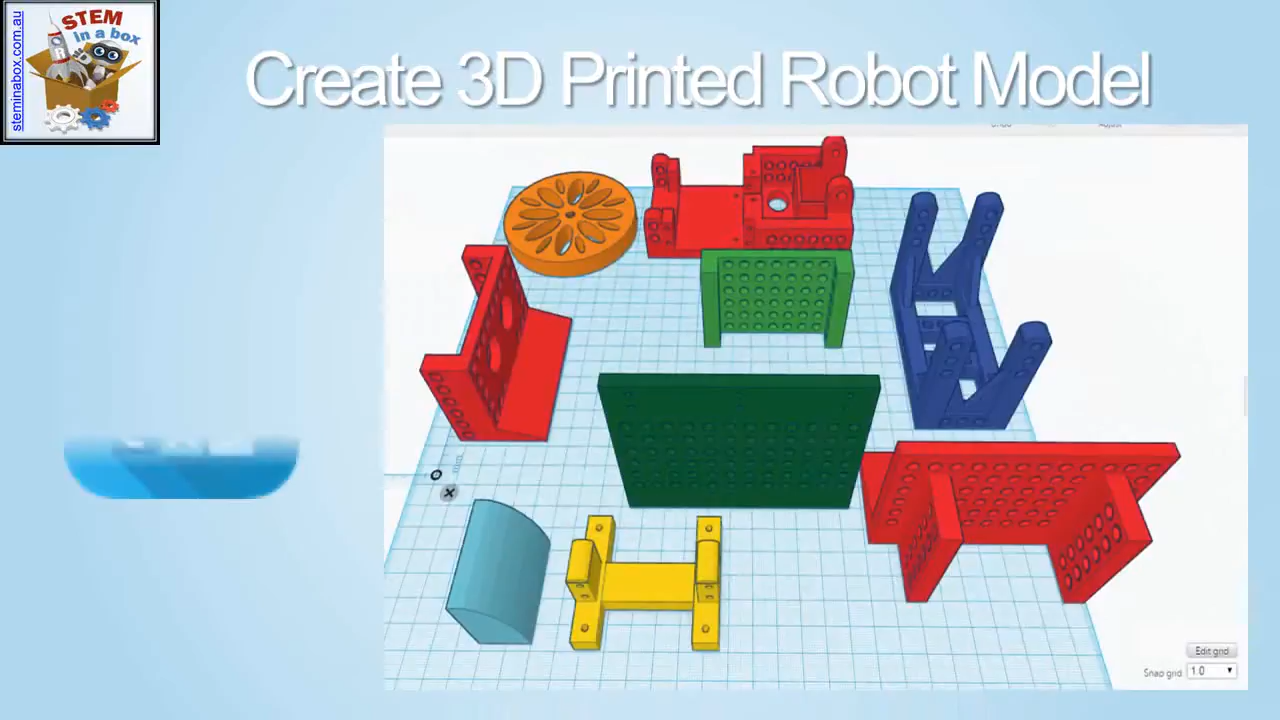 steminabox.com.au
STEM
in a box
Create 3D Printed Robot Model
Edit grid
Snap grid 1.0